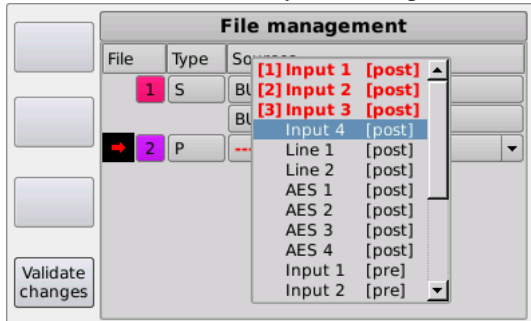 File management
File Type Sources
1 S BU
BU
2 P ---
[1] Input 1 [post]
[2] Input 2 [post]
[3] Input 3 [post]
Input 4 [post]
Line 1 [post]
Line 2 [post]
AES 1 [post]
AES 2 [post]
AES 3 [post]
AES 4 [post]
Input 1 [pre]
Input 2 [pre]
Validate
changes